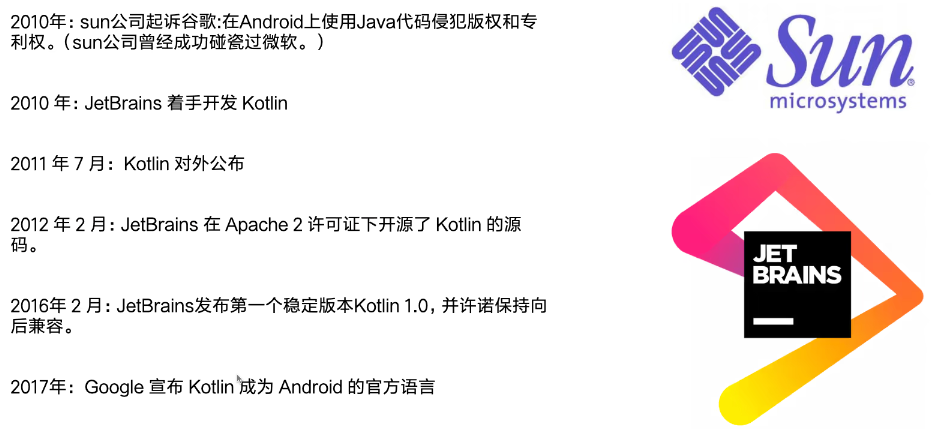 2010年: sun公司起诉谷歌:在Android上使用Java代码侵犯版权和专
利权。（sun公司曾经成功碰瓷过微软。）
2010 年: JetBrains 着手开发 Kotlin
2011 年 7 月： Kotlin 对外公布
2012 年 2 月: JetBrains 在 Apache 2 许可证下开源了 Kotlin 的源
码。
2016年 2 月: JetBrains发布第一个稳定版本Kotlin 1.0，并许诺保持向
后兼容。
2017年： Google 宣布 Kotlin 成为 Android 的官方语言
Sun
microsystems
JET
BRAINS